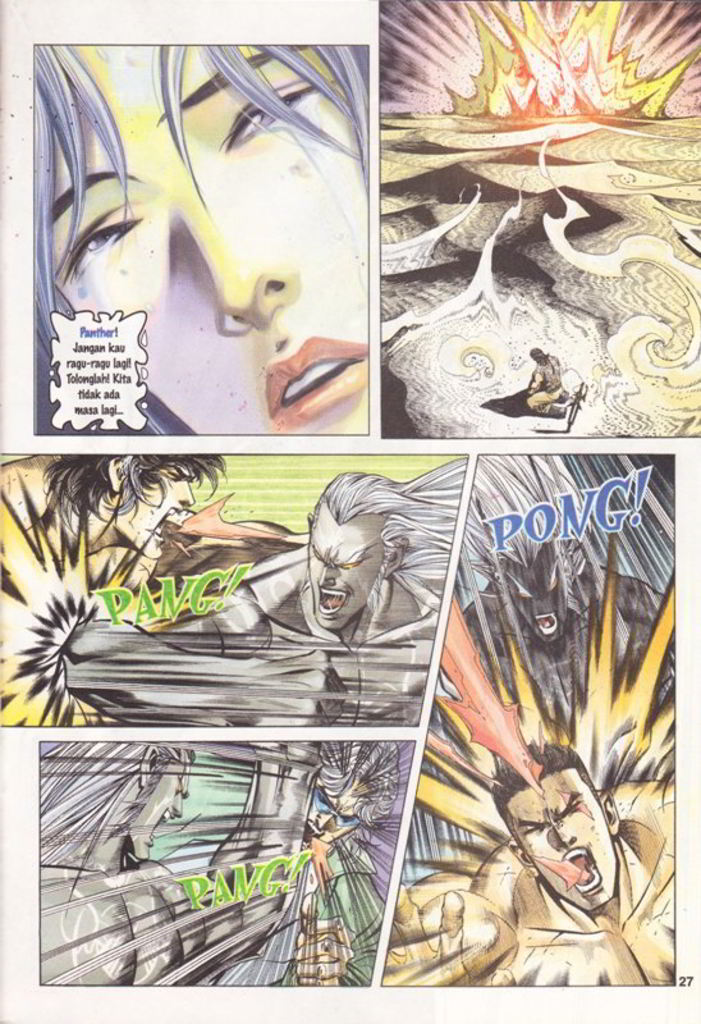 Panther!
Jangan kau
ragu-ragu lagi!
Tolonglah! Kita
tidak ada
masa lagi...
PANG!
PONG!
PANG!
27